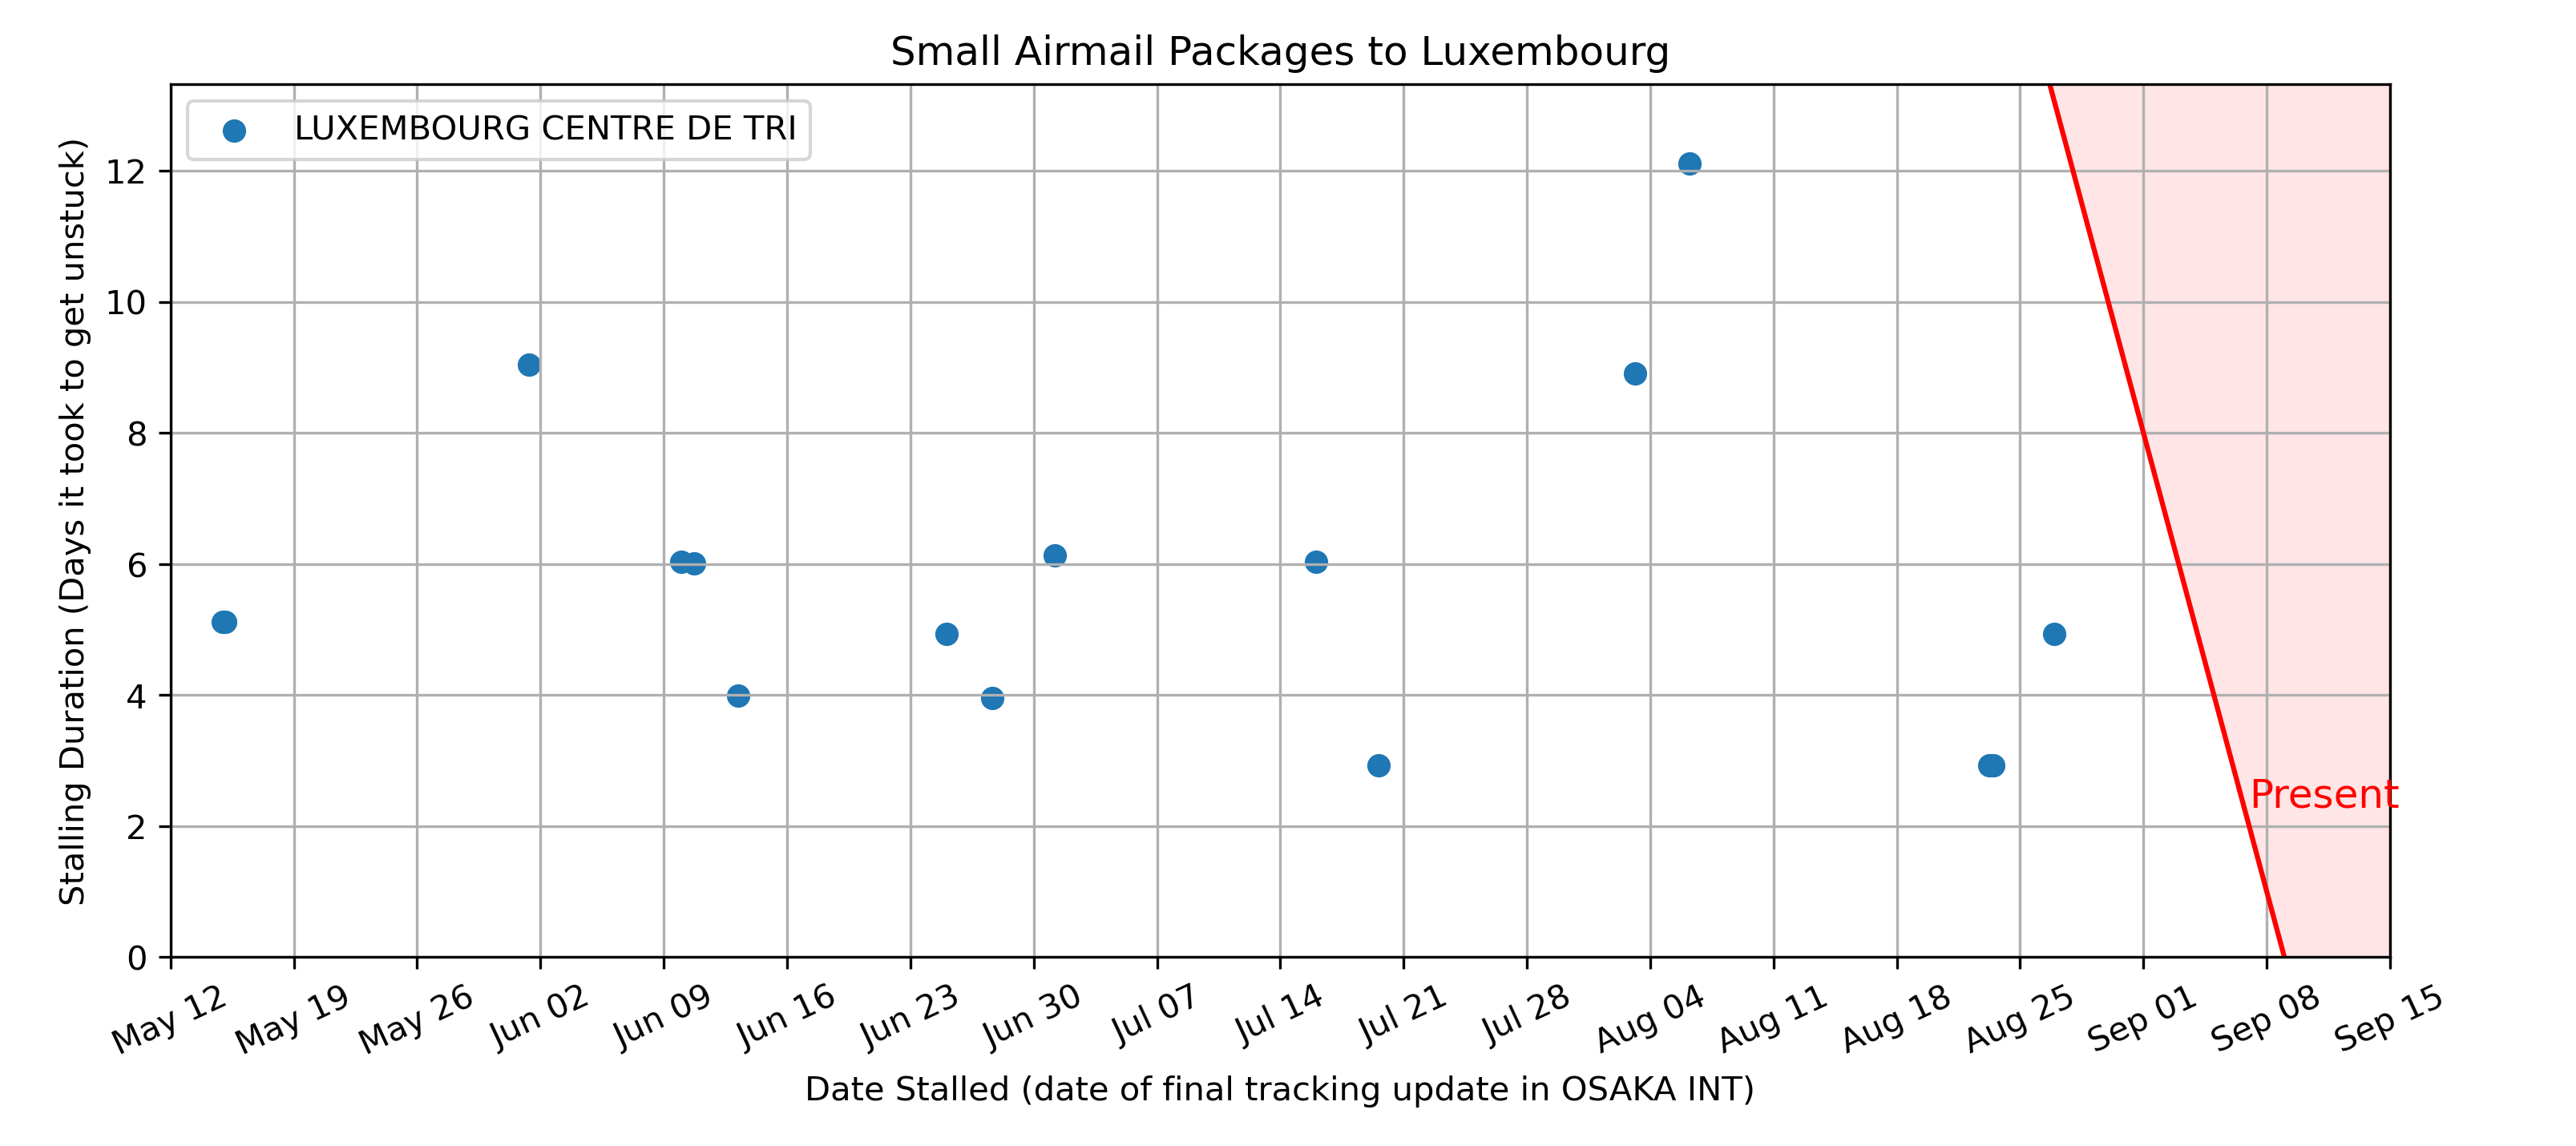 Small Airmail Packages to Luxembourg
LUXEMBOURG CENTRE DE TRI
Stalling Duration (Days it took to get unstuck)
12
10
8
6
4
2
0
Present
May 12
May 19
May 26
Jun 02
Jun 09
Jun 16
Jun 23
Jun 30
Jul 07
Jul 14
Jul 21
Jul 28
Aug 04
Aug 11
Aug 18
Aug 25
Sep 01
Sep 08
Sep 15
Date Stalled (date of final tracking update in OSAKA INT)